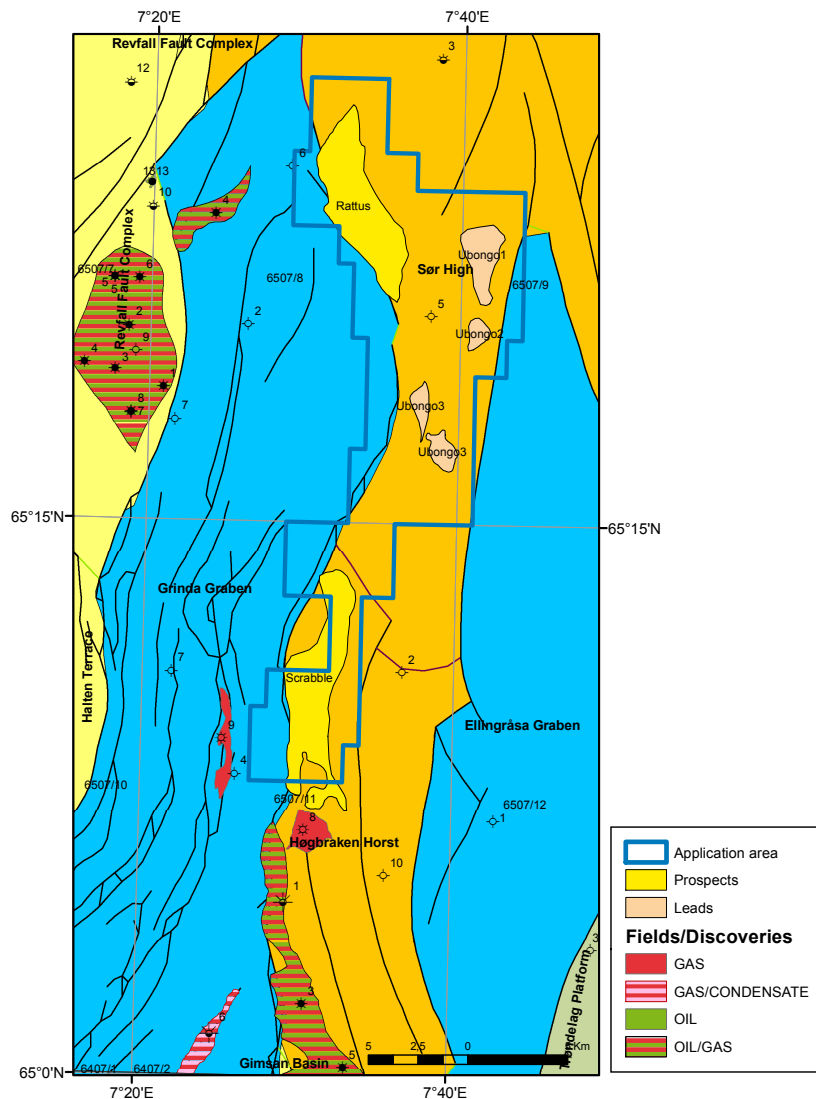 7°20'E
7°40'E
Revfall Fault Complex
3
12
6
1313
10
4
Rattus
Revfall Fault Complex
Ubongo1
Sør High
6507/7
6
5
5
6507/8
6507/9
2
2
5
Ubongo2
9
4
3
1
Ubongo3
8
7
7
Ubongo3
65°15'N
65°15'N
Grinda Graben
Halten Terrace
7
2
Scrabble
Ellingråsa Graben
9
4
6507/10
6507/11
6507/12
1
8
Høgbraken Horst
10
1
3
Trøndelag Platform
3
6
5
Gimsan Basin
5
2,5
0
Km
65°0'N
6407/1
6407/2
7°20'E
7°40'E
Application area
Prospects
Leads
Fields/Discoveries
GAS
GAS/CONDENSATE
OIL
OIL/GAS